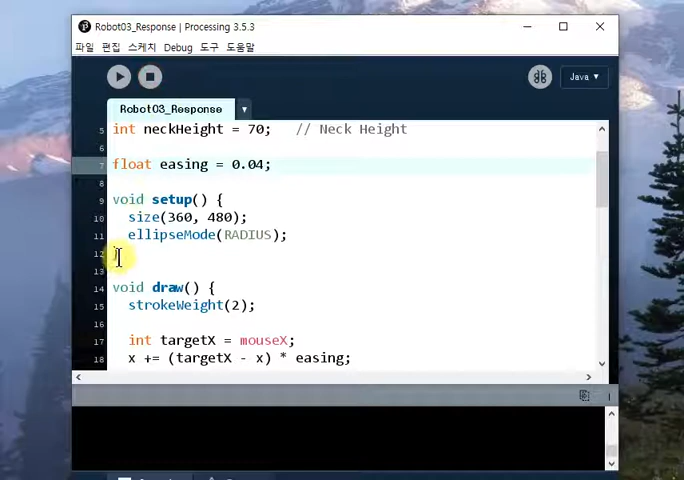 Robot03_Response | Processing 3.5.3
파일 편집 스케치 Debug 도구 도움말
Java ▼
Robot03_Response ▼
5 int neckHeight = 70; // Neck Height
7 float easing = 0.04;
8
9 void setup() {
10 size(360, 480);
11 ellipseMode(RADIUS);
12 }
13
14 void draw() {
15 strokeWeight(2);
16
17 int targetX = mouseX;
18 x += (targetX - x) * easing;